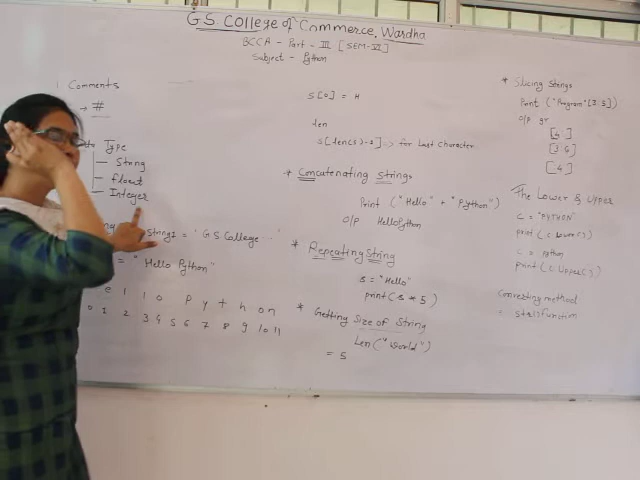 GS College of Commerce, Wardha
BCCA - Part - III [SEM-VI]
Subject - Python
Comments
→ #
Type
String
float
Integer
string1 = 'GS College
= "Hello Python"
e l l o p y t h o n
0 1 2 3 4 5 6 7 8 9 10 11
S[0] = H
len
S[len(s)-1] --> for Last Character
* Concatenating strings
Print ("Hello" + "Python")
O/P HelloPython
* Repeating String
s = "Hello"
print(s * 5)
* Getting Size of String
Len("World")
= 5
* Slicing Strings
Print ("Program"[3:5])
O/P gr
[4: ]
[3:6]
[:4]
The Lower & Upper
c = "PYTHON"
print (c.lower())
c = python
print (c.upper())
Converting method
= str()function